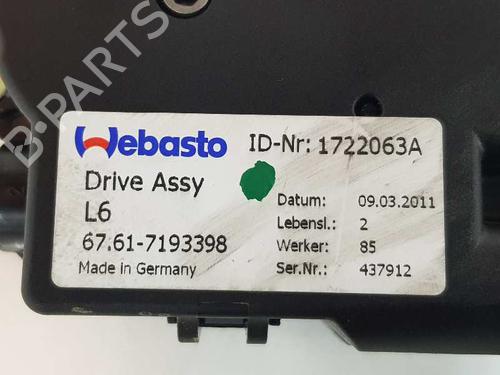 B-PARTS
Webasto
ID-Nr: 1722063A
Drive Assy
L6
67.61-7193398
Made in Germany
Datum: 09.03.2011
Lebensl.: 2
Werker: 85
Ser.Nr.: 437912